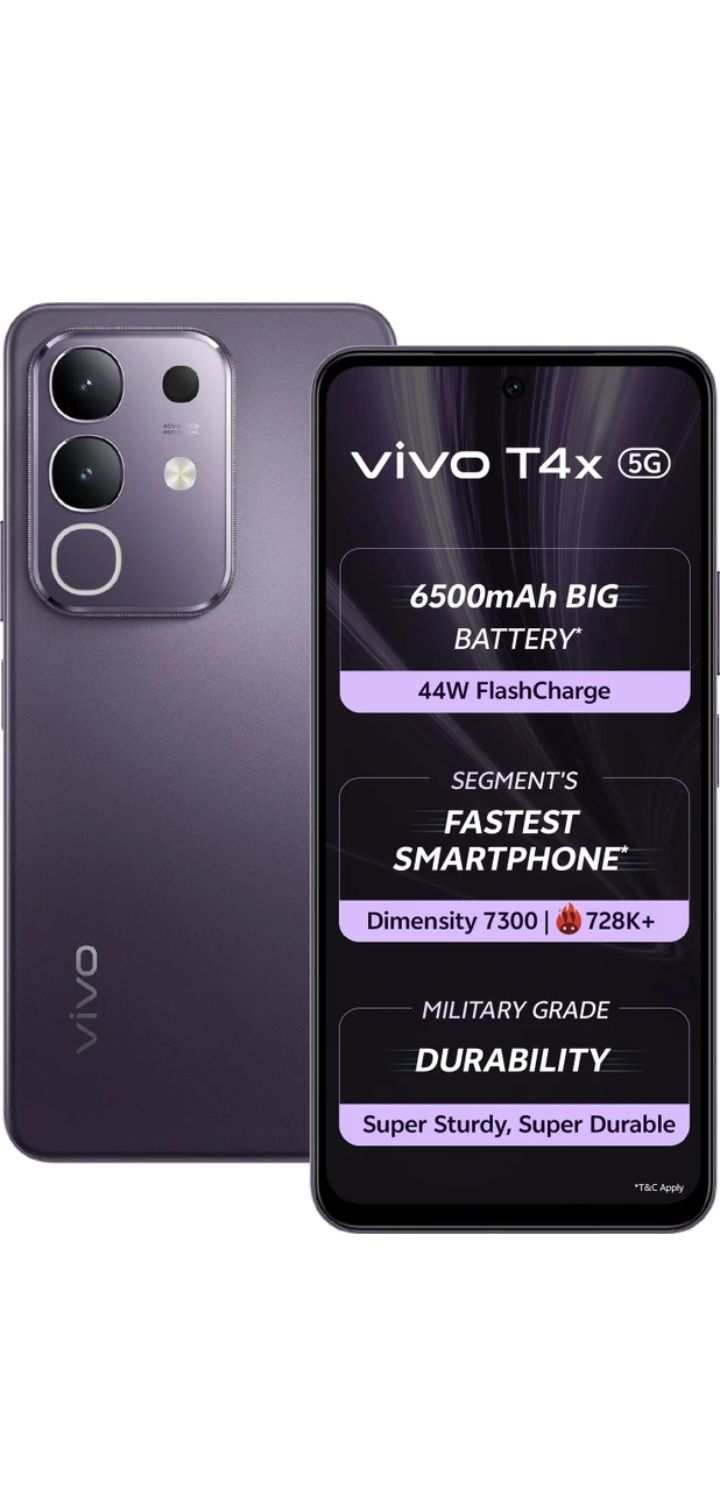 vivo
vivo T4x 5G
6500mAh BIG
BATTERY*
44W FlashCharge
SEGMENT'S
FASTEST
SMARTPHONE*
Dimensity 7300 | 728K+
MILITARY GRADE
DURABILITY
Super Sturdy, Super Durable
*T&C Apply